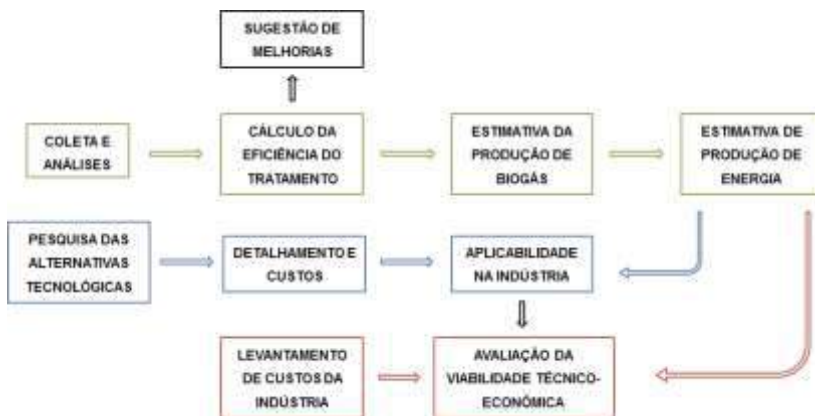 SUGESTÃO DE
MELHORIAS
COLETA E
ANÁLISES
CÁLCULO DA
EFICIÊNCIA DO
TRATAMENTO
ESTIMATIVA DA
PRODUÇÃO DE
BIOGÁS
ESTIMATIVA DE
PRODUÇÃO DE
ENERGIA
PESQUISA DAS
ALTERNATIVAS
TECNOLÓGICAS
DETALHAMENTO E
CUSTOS
APLICABILIDADE
NA INDÚSTRIA
LEVANTAMENTO
DE CUSTOS DA
INDÚSTRIA
AVALIAÇÃO DA
VIABILIDADE TÉCNICO-
ECONÔMICA